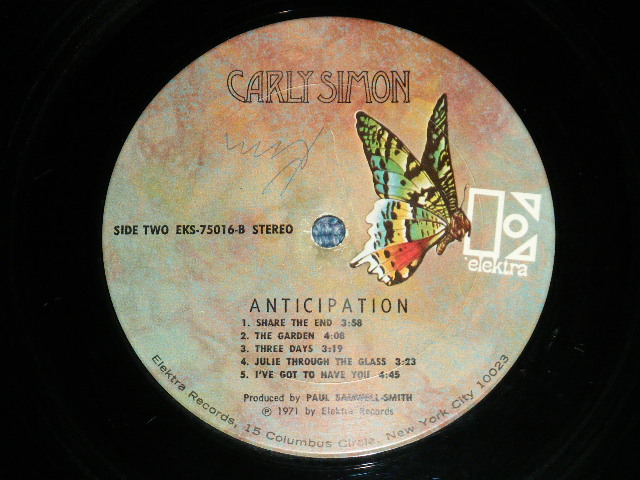 CARLY SIMON
SIDE TWO EKS-75016-B STEREO
elektra
ANTICIPATION
1. SHARE THE END 3:58
2. THE GARDEN 4:08
3. THREE DAYS 3:19
4. JULIE THROUGH THE GLASS 3:23
5. I'VE GOT TO HAVE YOU 4:45
Produced by PAUL SAMWELL-SMITH
℗ 1971 by Elektra Records
Elektra Records, 15 Columbus Circle, New York City 10023